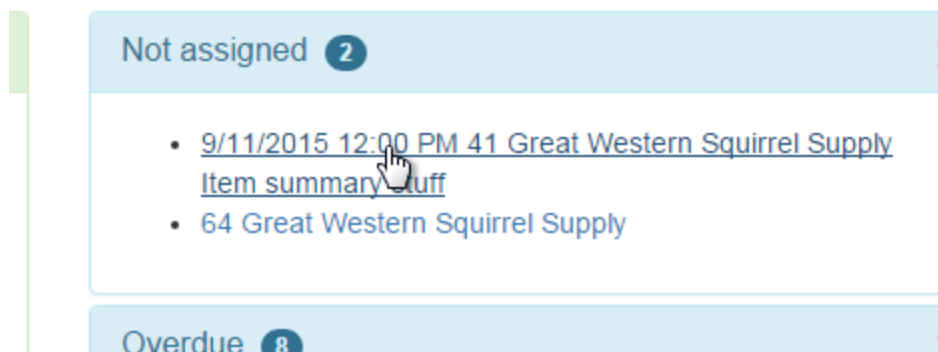 Not assigned 2
9/11/2015 12:00 PM 41 Great Western Squirrel Supply
Item summary stuff
64 Great Western Squirrel Supply
Overdue 8